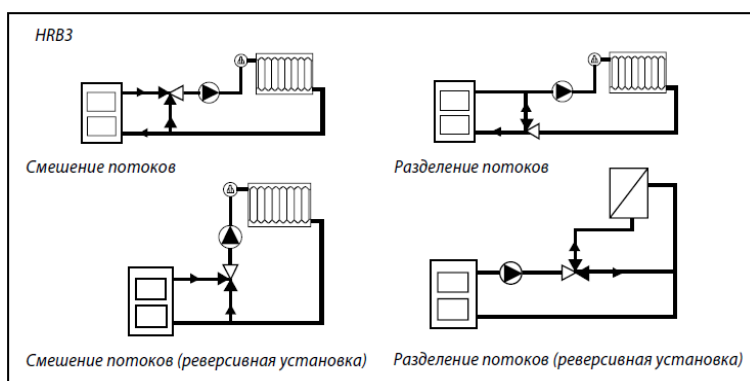 HRB3
Смешение потоков
Разделение потоков
Смешение потоков (реверсивная установка)
Разделение потоков (реверсивная установка)